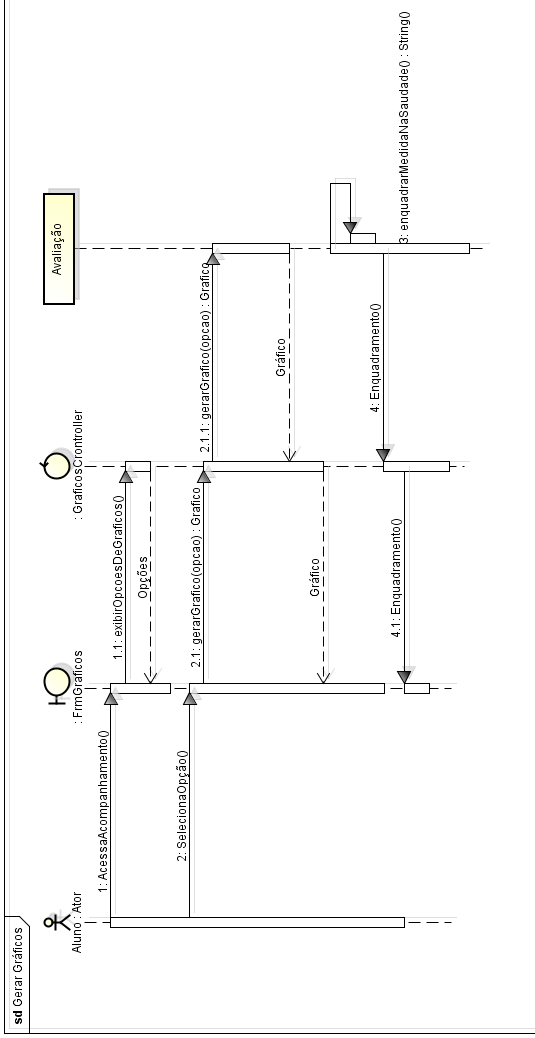 sd Gerar Gráficos
Aluno : Ator
: FrmGraficos
: GraficosCrontroller
Avaliação
1: AcessaAcompanhamento()
1.1: exibirOpcoesDeGraficos()
Opções
2: SelecionaOpção()
2.1: gerarGrafico(opcao) : Grafico
2.1.1: gerarGrafico(opcao) : Grafico
Gráfico
Gráfico
3: enquadrarMedidaNaSaudade() : String()
4: Enquadramento()
4.1: Enquadramento()